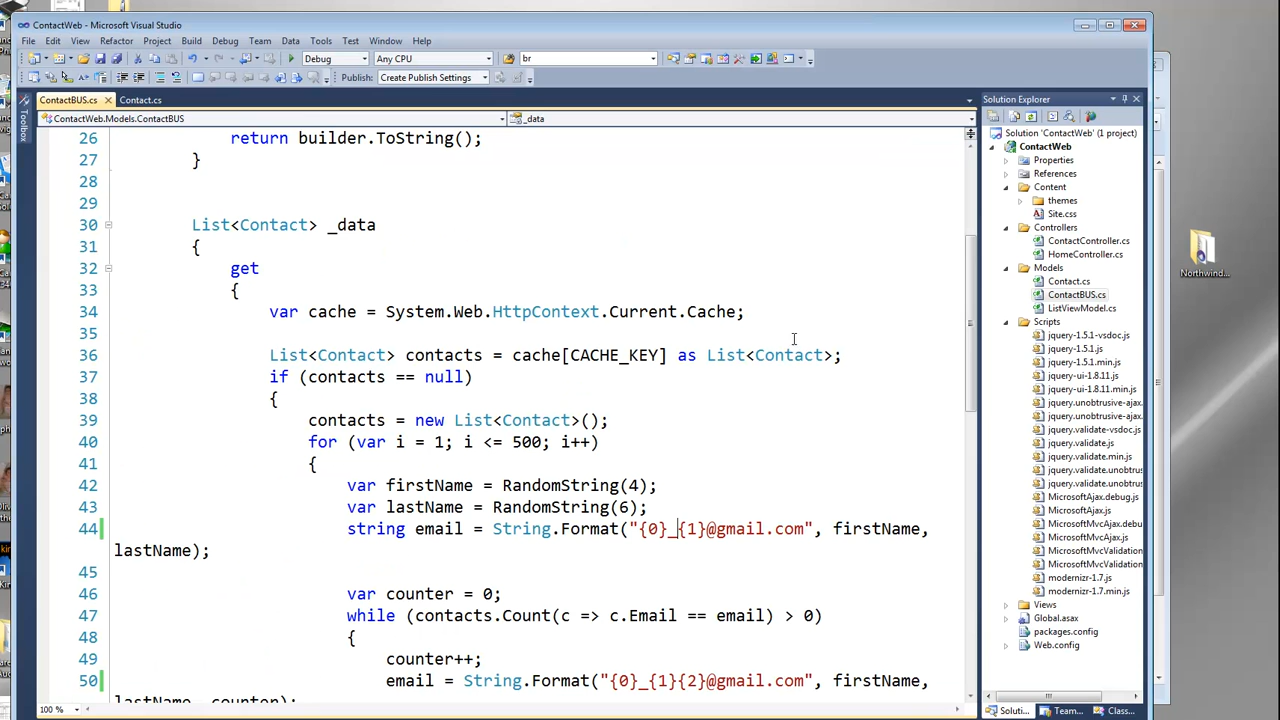 ContactWeb - Microsoft Visual Studio
File Edit View Refactor Project Build Debug Team Data Tools Test Window Help
Debug Any CPU br
Publish: Create Publish Settings
ContactBUS.cs Contact.cs
ContactWeb.Models.ContactBUS _data
Toolbox
26 return builder.ToString();
27 }
28
29
30 List<Contact> _data
31 {
32 get
33 {
34 var cache = System.Web.HttpContext.Current.Cache;
35
36 List<Contact> contacts = cache[CACHE_KEY] as List<Contact>;
37 if (contacts == null)
38 {
39 contacts = new List<Contact>();
40 for (var i = 1; i <= 500; i++)
41 {
42 var firstName = RandomString(4);
43 var lastName = RandomString(6);
44 string email = String.Format("{0}_{1}@gmail.com", firstName,
lastName);
45
46 var counter = 0;
47 while (contacts.Count(c => c.Email == email) > 0)
48 {
49 counter++;
50 email = String.Format("{0}_{1}{2}@gmail.com", firstName,
lastName, counter);
100 %
Solution Explorer
Solution 'ContactWeb' (1 project)
ContactWeb
Properties
References
Content
themes
Site.css
Controllers
ContactController.cs
HomeController.cs
Models
Contact.cs
ContactBUS.cs
ListViewModel.cs
Scripts
jquery-1.5.1-vsdoc.js
jquery-1.5.1.js
jquery-1.5.1.min.js
jquery-ui-1.8.11.js
jquery-ui-1.8.11.min.js
jquery.unobtrusive-ajax.
jquery.unobtrusive-ajax.
jquery.validate-vsdoc.js
jquery.validate.js
jquery.validate.min.js
jquery.validate.unobtrus
jquery.validate.unobtrus
MicrosoftAjax.debug.js
MicrosoftAjax.js
MicrosoftMvcAjax.debu
MicrosoftMvcAjax.js
MicrosoftMvcValidation
MicrosoftMvcValidation
modernizr-1.7.js
modernizr-1.7.min.js
Views
Global.asax
packages.config
Web.config
Soluti... Team... Class...
Northwind...